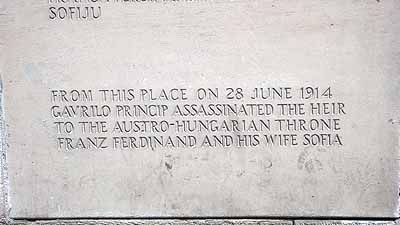 SOFIJU
FROM THIS PLACE ON 28 JUNE 1914
GAVRILO PRINCIP ASSASSINATED THE HEIR
TO THE AUSTRO-HUNGARIAN THRONE
FRANZ FERDINAND AND HIS WIFE SOFIA